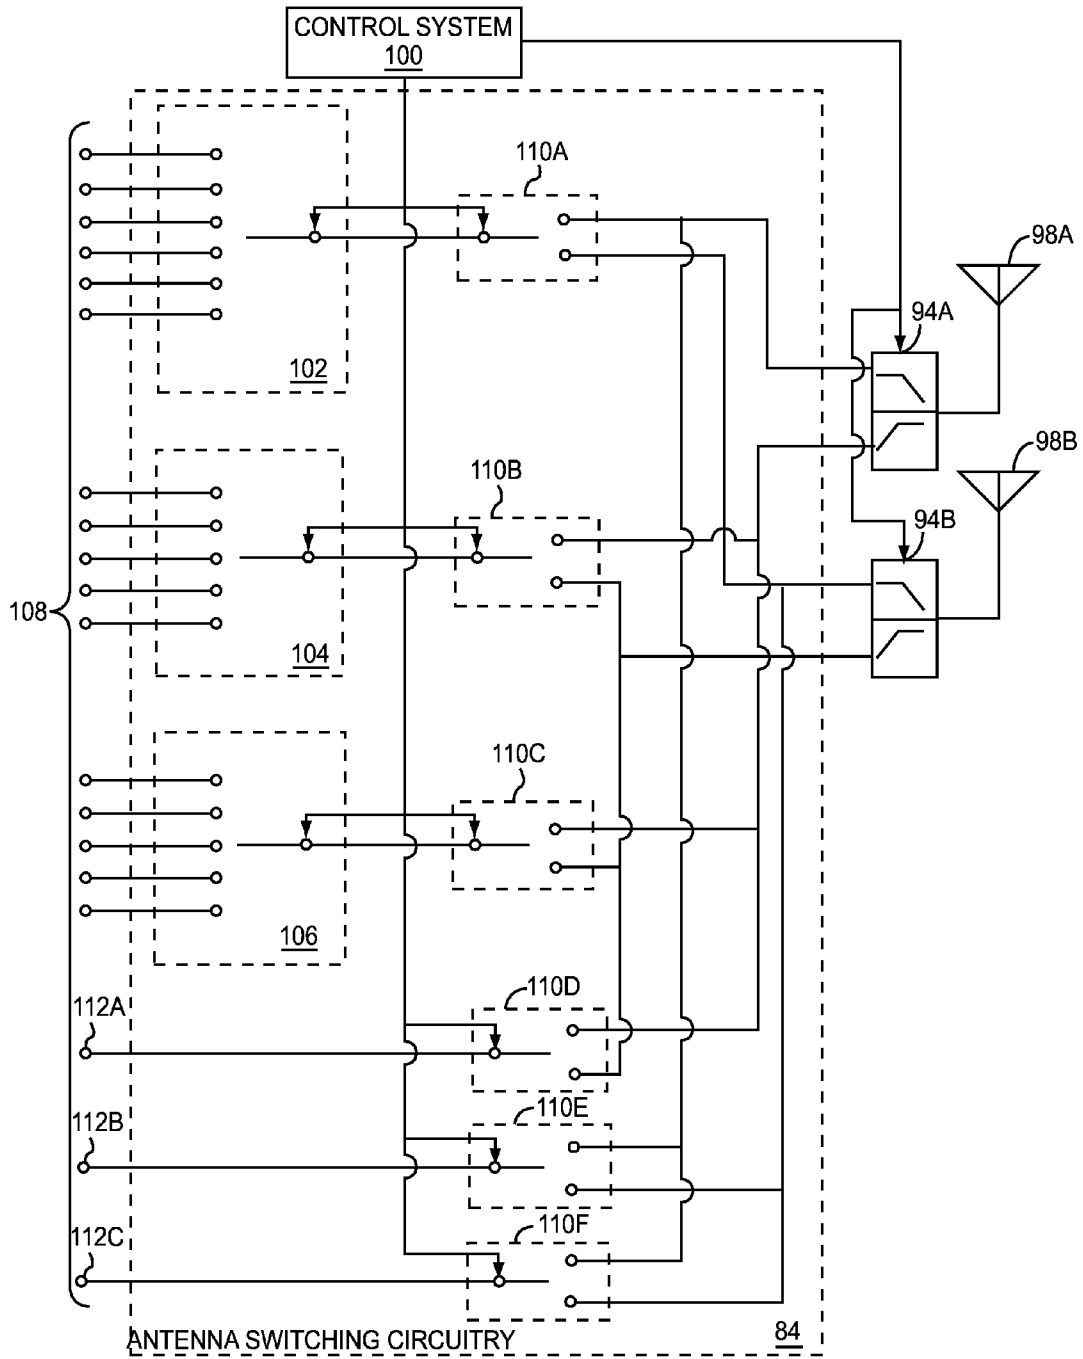 CONTROL SYSTEM
100
110A
98A
94A
102
110B
98B
94B
108
104
110C
106
112A
110D
112B
110E
112C
110F
ANTENNA SWITCHING CIRCUITRY
84